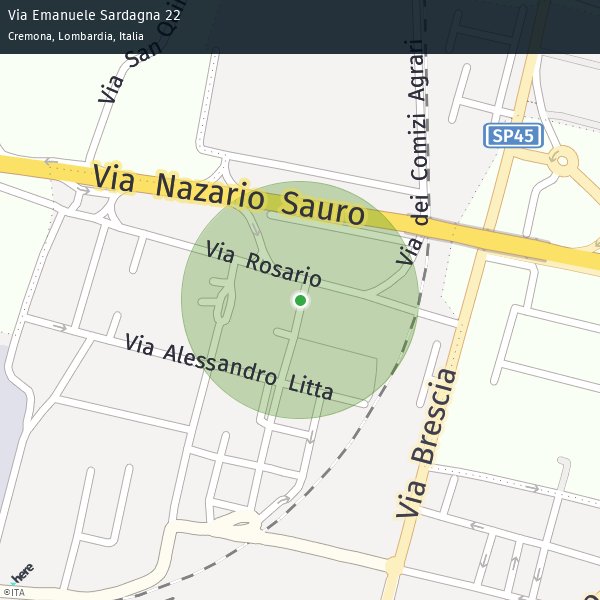 Via Emanuele Sardagna 22
Cremona, Lombardia, Italia
Via San Quir
Via dei Comizi Agrari
SP45
Via Nazario Sauro
Via Rosario
Via Alessandro Litta
Via Brescia
here
©ITA